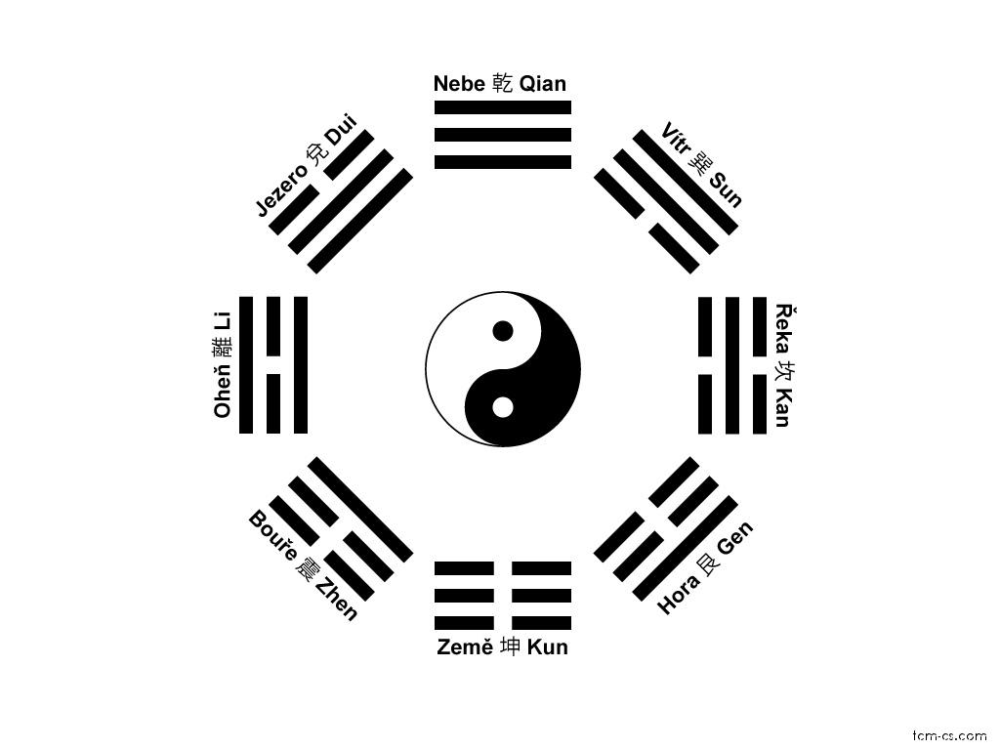 Nebe 乾 Qian
Jezero 兌 Dui
Vítr 巽 Sun
Oheň 離 Li
Řeka 坎 Kan
Bouře 震 Zhen
Hora 艮 Gen
Země 坤 Kun
tcm-cs.com